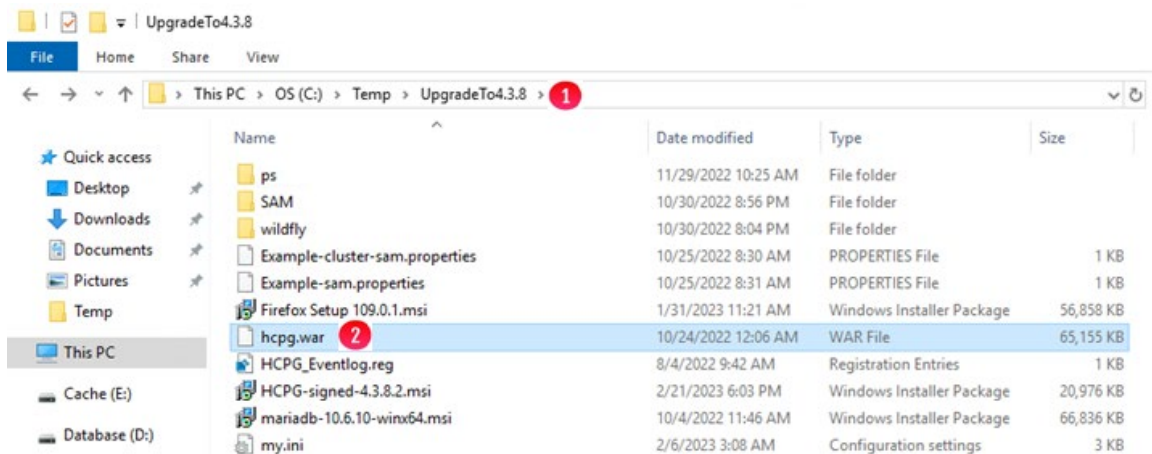 UpgradeTo4.3.8
File Home Share View
This PC > OS (C:) > Temp > UpgradeTo4.3.8 > 1
Name Date modified Type Size
Quick access
Desktop
Downloads
Documents
Pictures
Temp
This PC
Cache (E:)
Database (D:)
ps 11/29/2022 10:25 AM File folder
SAM 10/30/2022 8:56 PM File folder
wildfly 10/30/2022 8:04 PM File folder
Example-cluster-sam.properties 10/25/2022 8:30 AM PROPERTIES File 1 KB
Example-sam.properties 10/25/2022 8:31 AM PROPERTIES File 1 KB
Firefox Setup 109.0.1.msi 1/31/2023 11:21 AM Windows Installer Package 56,858 KB
hcpg.war 2 10/24/2022 12:06 AM WAR File 65,155 KB
HCPG_Eventlog.reg 8/4/2022 9:42 AM Registration Entries 1 KB
HCPG-signed-4.3.8.2.msi 2/21/2023 6:03 PM Windows Installer Package 20,976 KB
mariadb-10.6.10-winx64.msi 10/4/2022 11:46 AM Windows Installer Package 66,836 KB
my.ini 2/6/2023 3:08 AM Configuration settings 3 KB